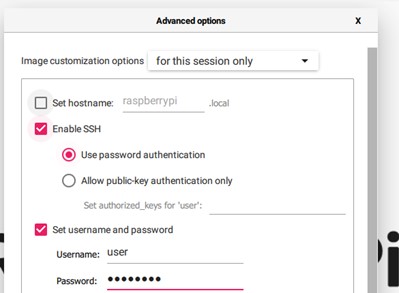 Advanced options
X
Image customization options for this session only
Set hostname: raspberrypi .local
Enable SSH
Use password authentication
Allow public-key authentication only
Set authorized_keys for 'user':
Set username and password
Username: user
Password: ••••••••